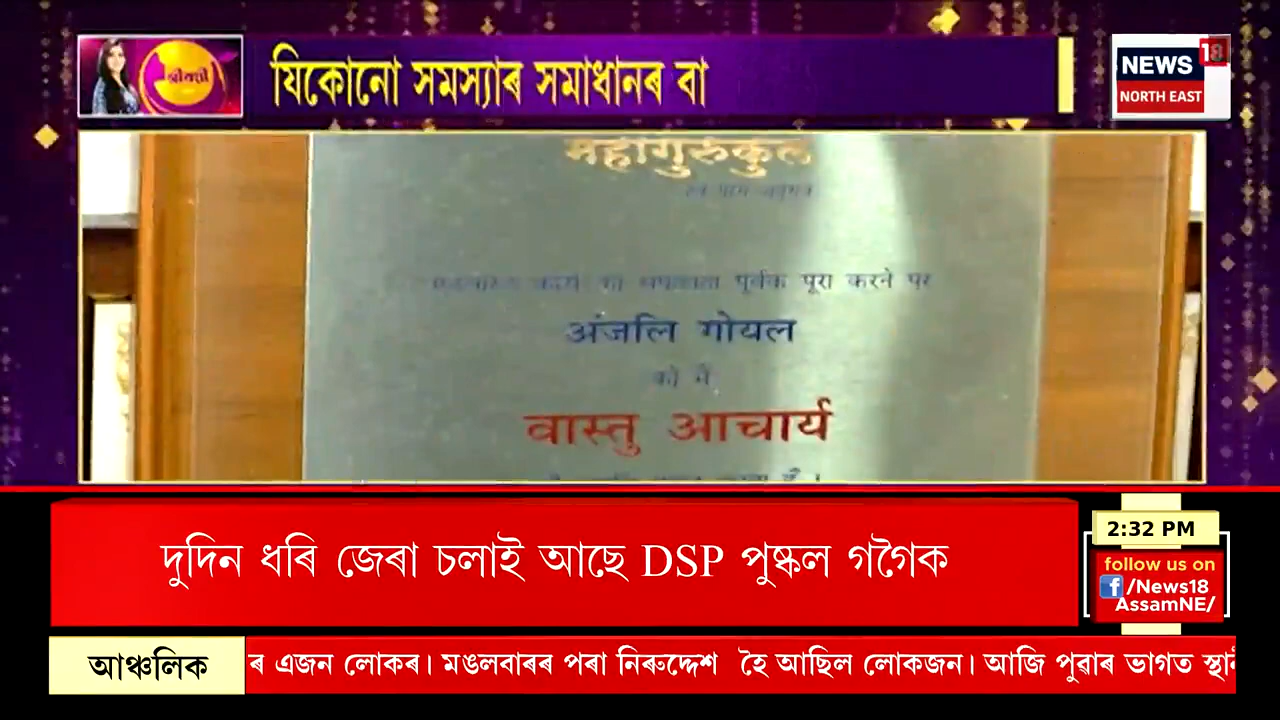 শ্রীময়ী
যিকোনো সমস্যাৰ সমাধানৰ বা
NEWS 18
NORTH EAST
महागुरुकुल
पूर्वक पूरा करने पर
अंजलि गोयल
को मैं
वास्तु आचार्य
দুদিন ধৰি জেৰা চলাই আছে DSP পুষ্কল গগৈক
2:32 PM
follow us on
/News18
AssamNE/
আঞ্চলিক
ৰ এজন লোকৰ। মঙলবাৰৰ পৰা নিৰুদ্দেশ হৈ আছিল লোকজন। আজি পুৱাৰ ভাগত